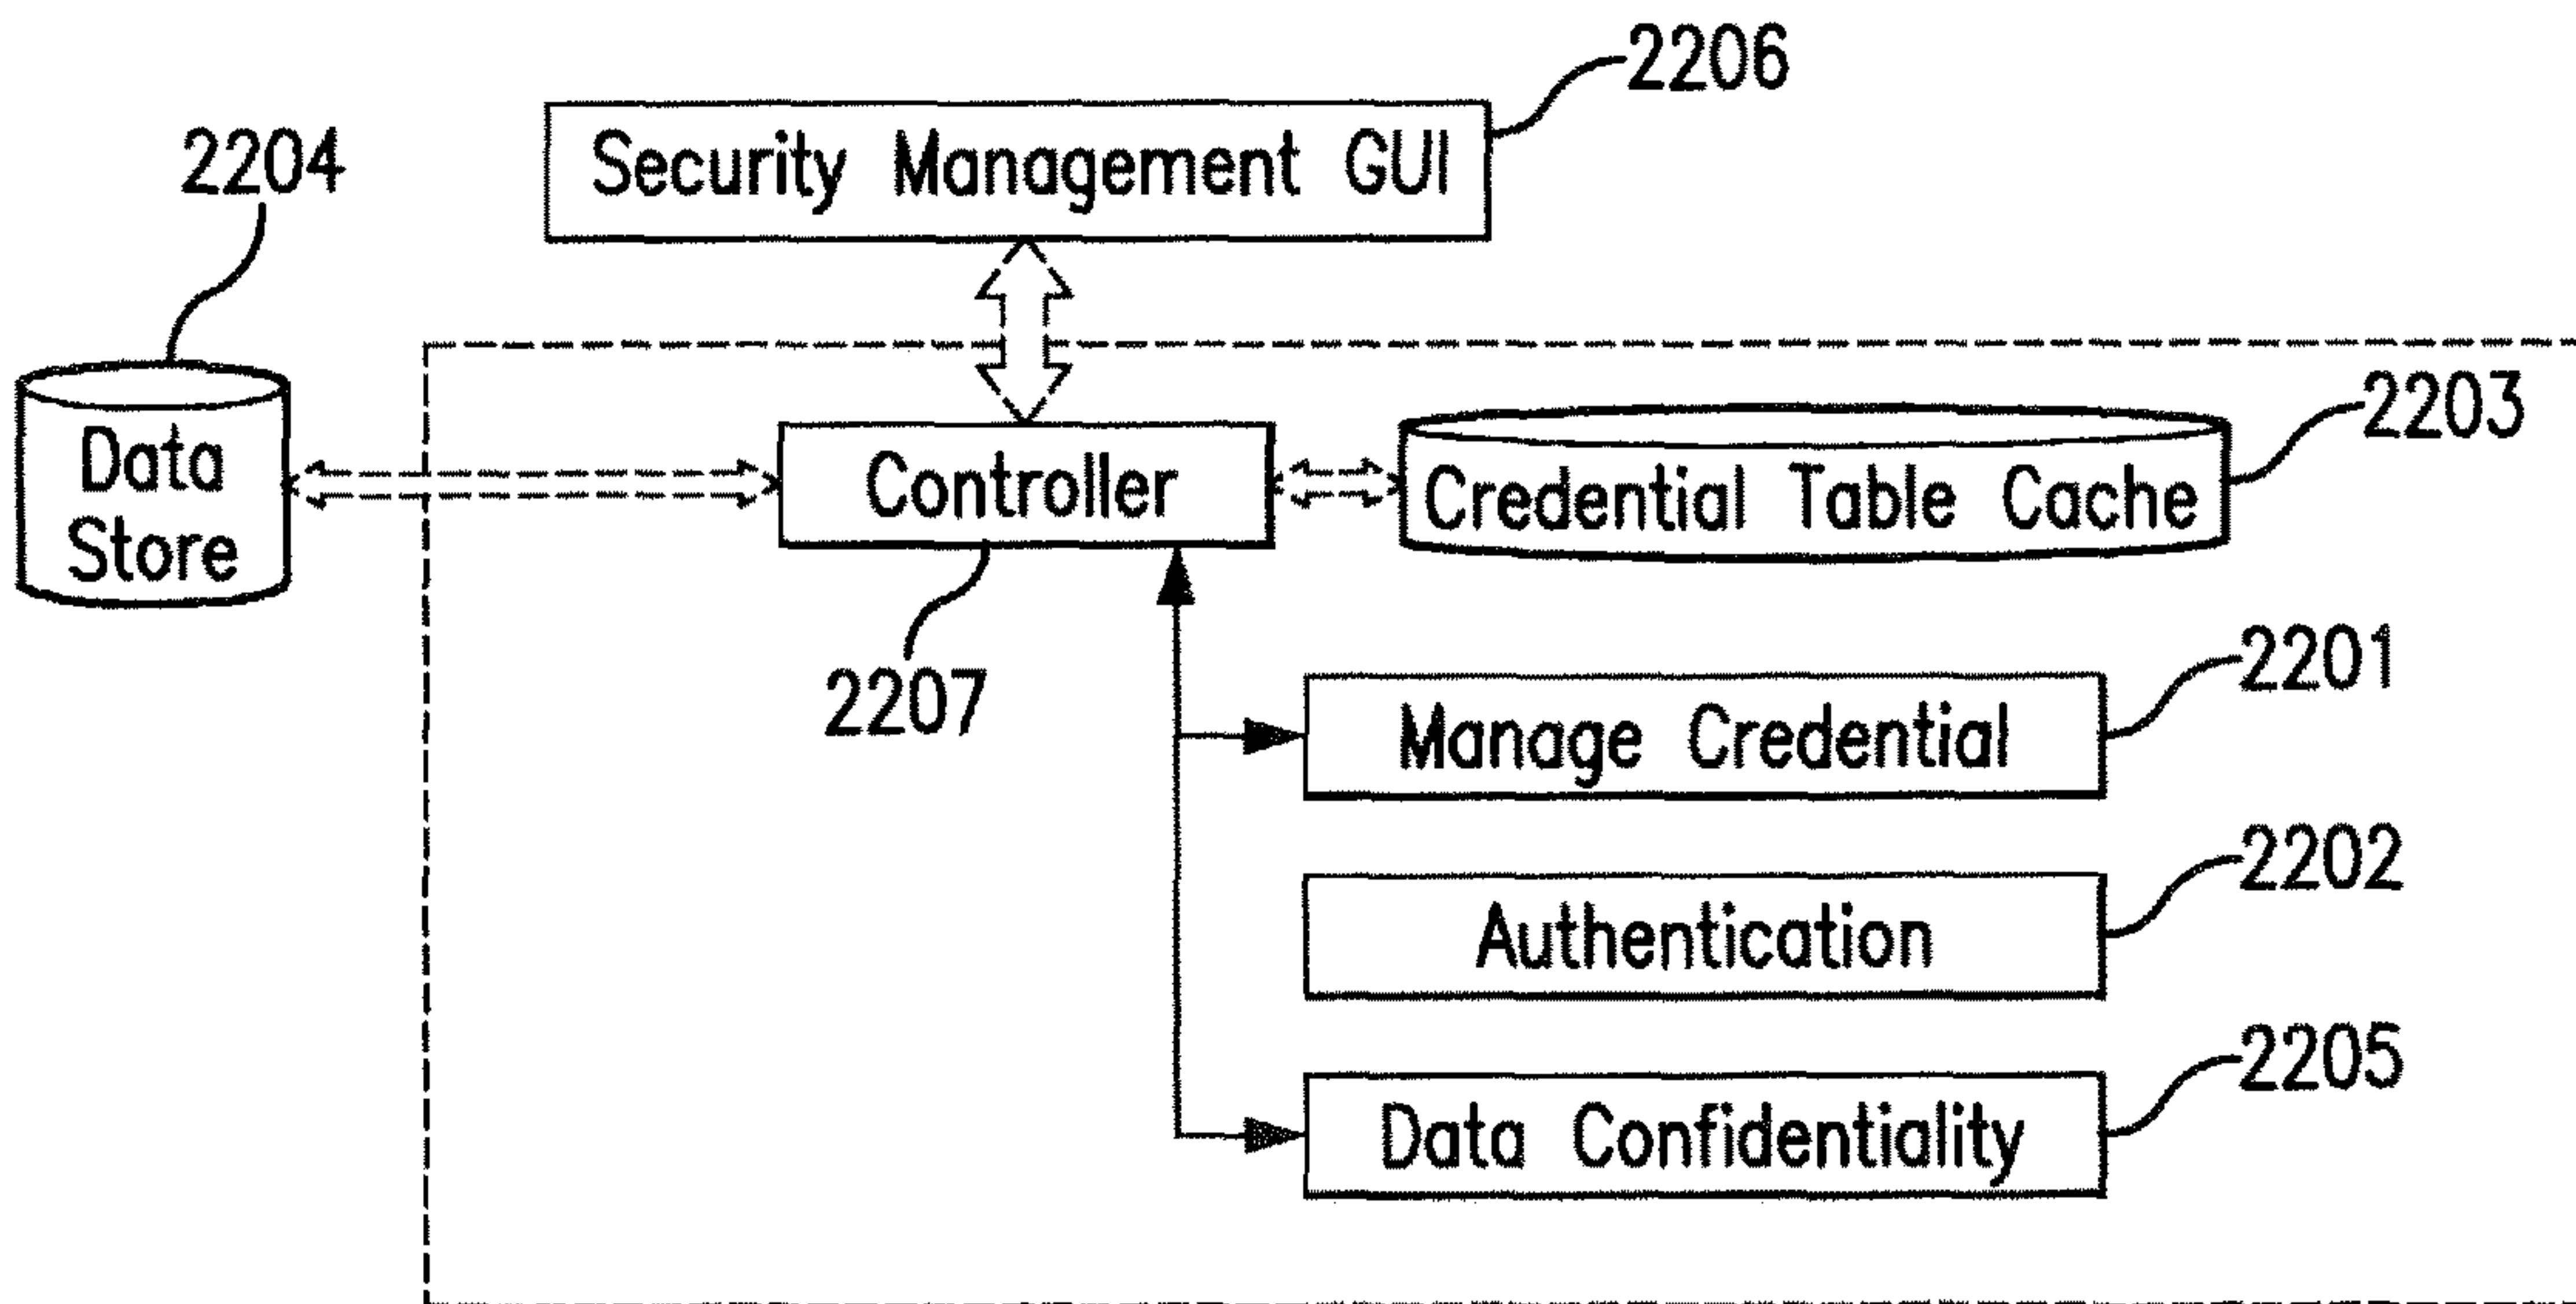 2206
Security Management GUI
2204
2203
Data
Store
Controller
Credential Table Cache
2207
2201
Manage Credential
2202
Authentication
2205
Data Confidentiality